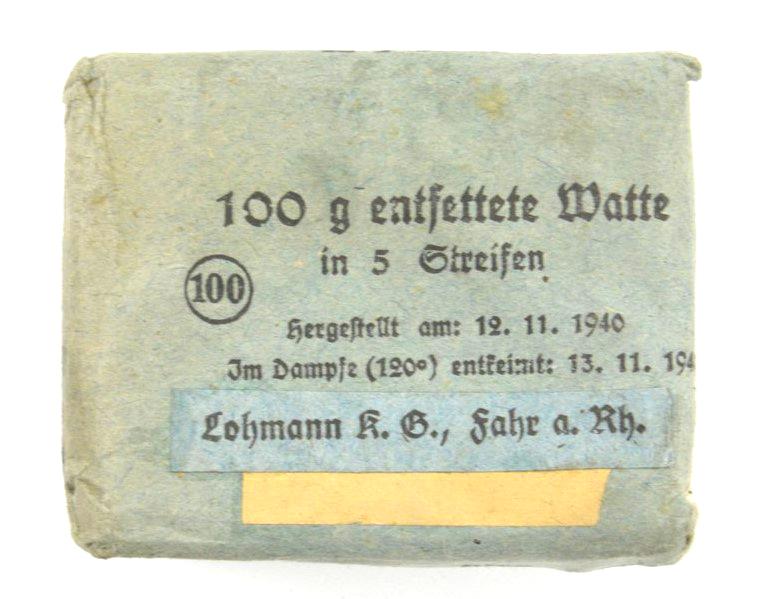 100 g entfettete Watte
in 5 Streifen
100
Hergestellt am: 12. 11. 1940
Im Dampfe (120°) entkeimt: 13. 11. 194
Lohmann K. G., Fahr a. Rh.